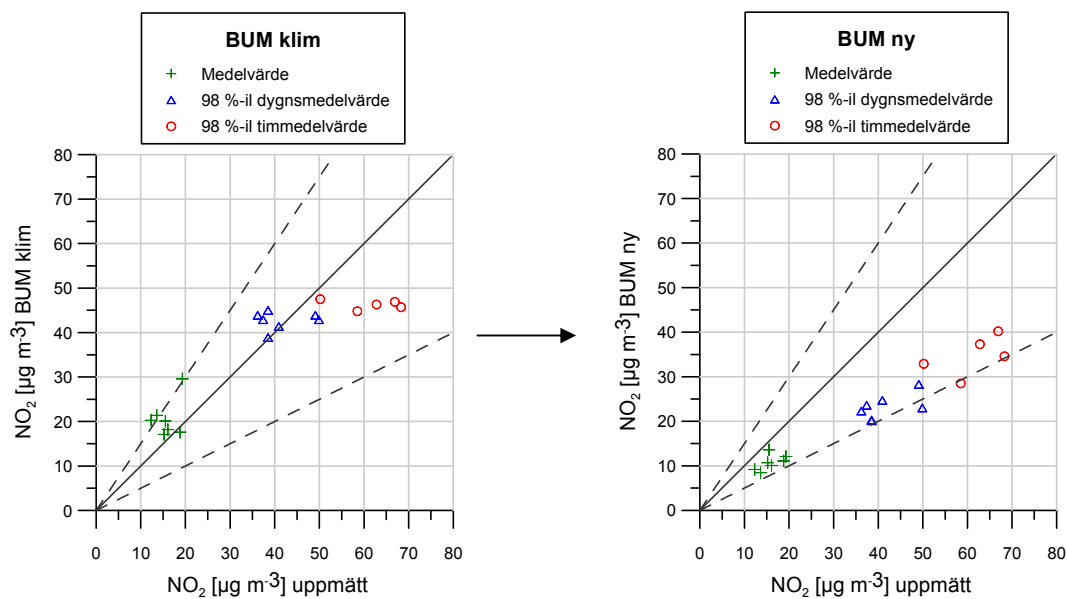 BUM klim
Medelvärde
98 %-il dygnsmedelvärde
98 %-il timmedelvärde
80
70
60
50
40
30
20
10
0
NO₂ [µg m⁻³] BUM klim
0 10 20 30 40 50 60 70 80
NO₂ [µg m⁻³] uppmätt
BUM ny
Medelvärde
98 %-il dygnsmedelvärde
98 %-il timmedelvärde
80
70
60
50
40
30
20
10
0
NO₂ [µg m⁻³] BUM ny
0 10 20 30 40 50 60 70 80
NO₂ [µg m⁻³] uppmätt